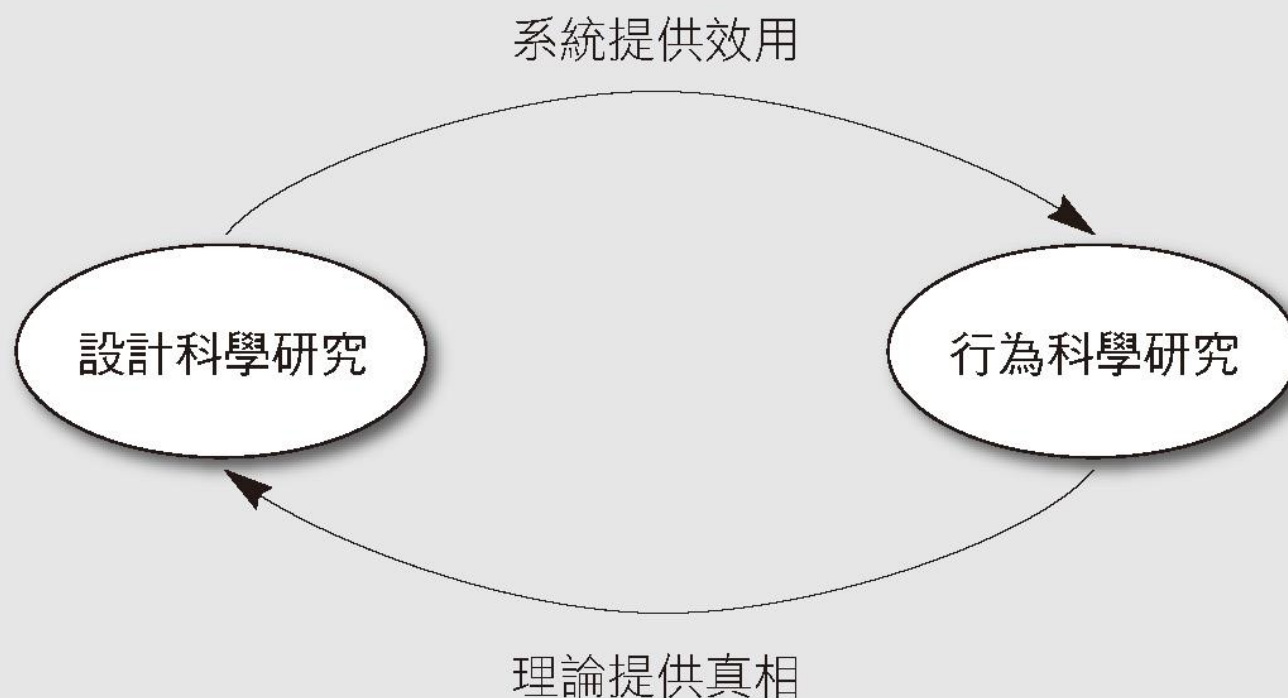 系統提供效用
設計科學研究
行為科學研究
理論提供真相